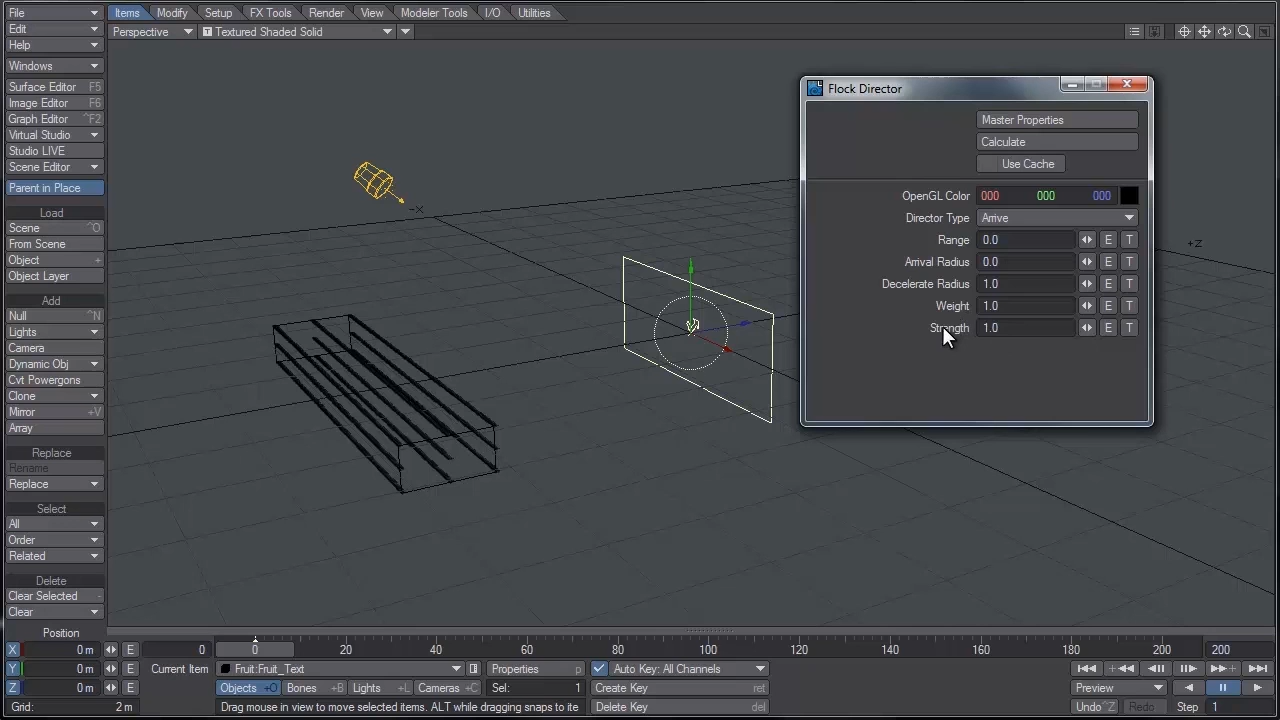 File
Edit
Help
Windows
Surface Editor F5
Image Editor F6
Graph Editor ^F2
Virtual Studio
Studio LIVE
Scene Editor
Parent in Place
Load
Scene ^O
From Scene
Object +
Object Layer
Add
Null ^N
Lights
Camera
Dynamic Obj
Cvt Powergons
Clone
Mirror +V
Array
Replace
Rename
Replace
Select
All
Order
Related
Delete
Clear Selected -
Clear
Items Modify Setup FX Tools Render View Modeler Tools I/O Utilities
Perspective T Textured Shaded Solid
-X
+Z
Flock Director
Master Properties
Calculate
Use Cache
OpenGL Color 000 000 000
Director Type Arrive
Range 0.0 E T
Arrival Radius 0.0 E T
Decelerate Radius 1.0 E T
Weight 1.0 E T
Strength 1.0 E T
Position
X 0 m E
Y 0 m E
Z 0 m E
Grid: 2 m
0 0 20 40 60 80 100 120 140 160 180 200 200
Current Item Fruit:Fruit_Text Properties p Auto Key: All Channels
Objects +O Bones +B Lights +L Cameras +C Sel: 1 Create Key ret
Drag mouse in view to move selected items. ALT while dragging snaps to ite Delete Key del
Preview
Undo ^Z Redo Step 1